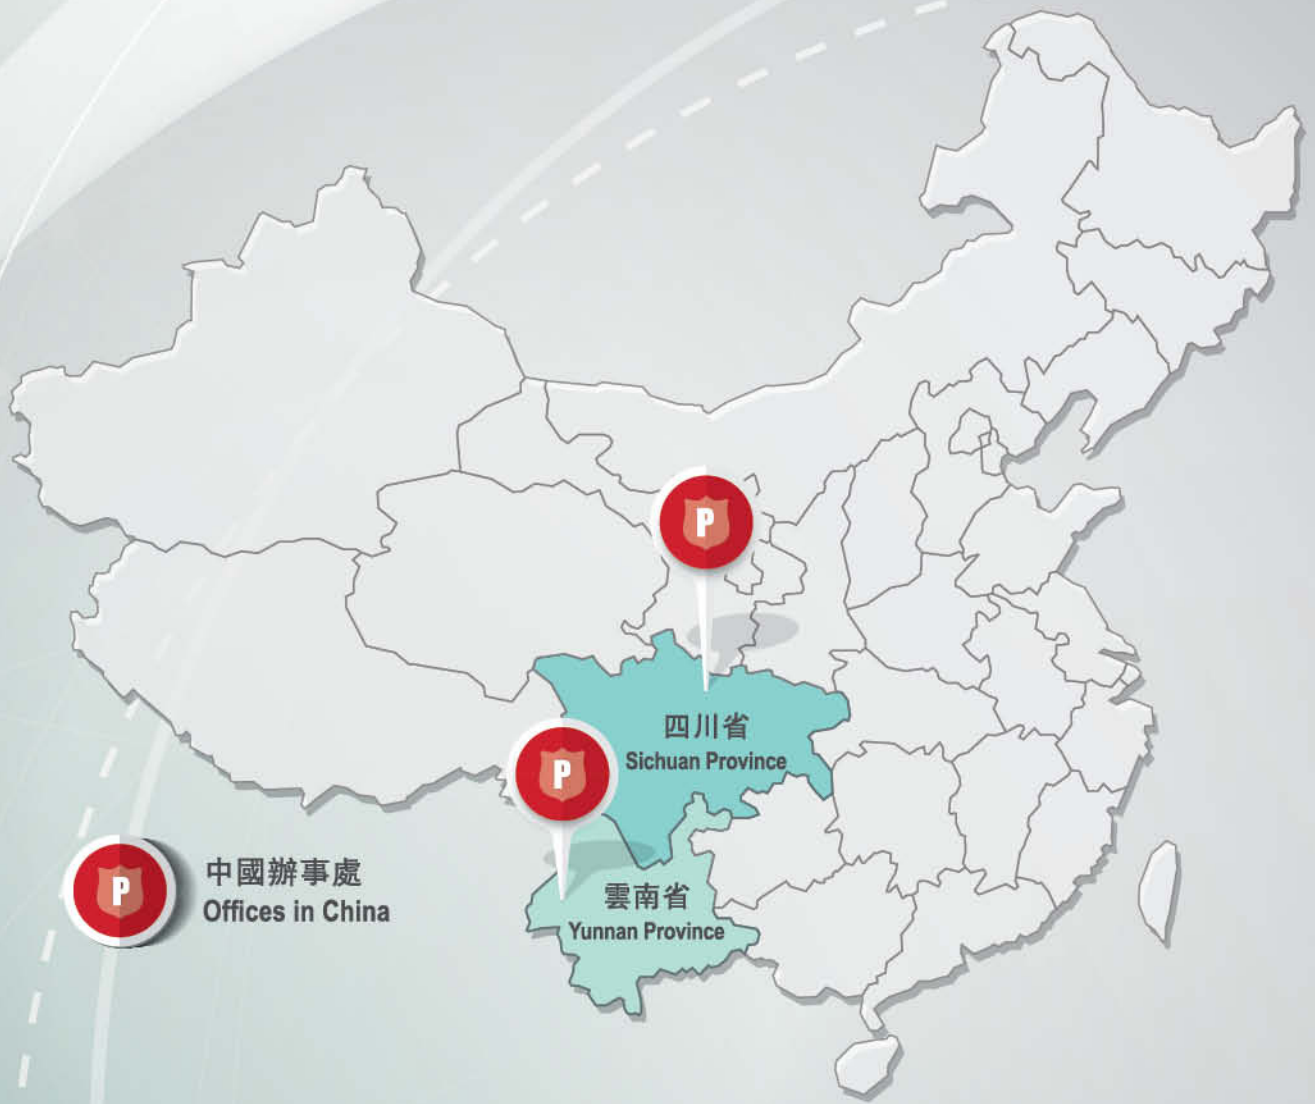 P
四川省
Sichuan Province
P
中國辦事處
Offices in China
P
雲南省
Yunnan Province